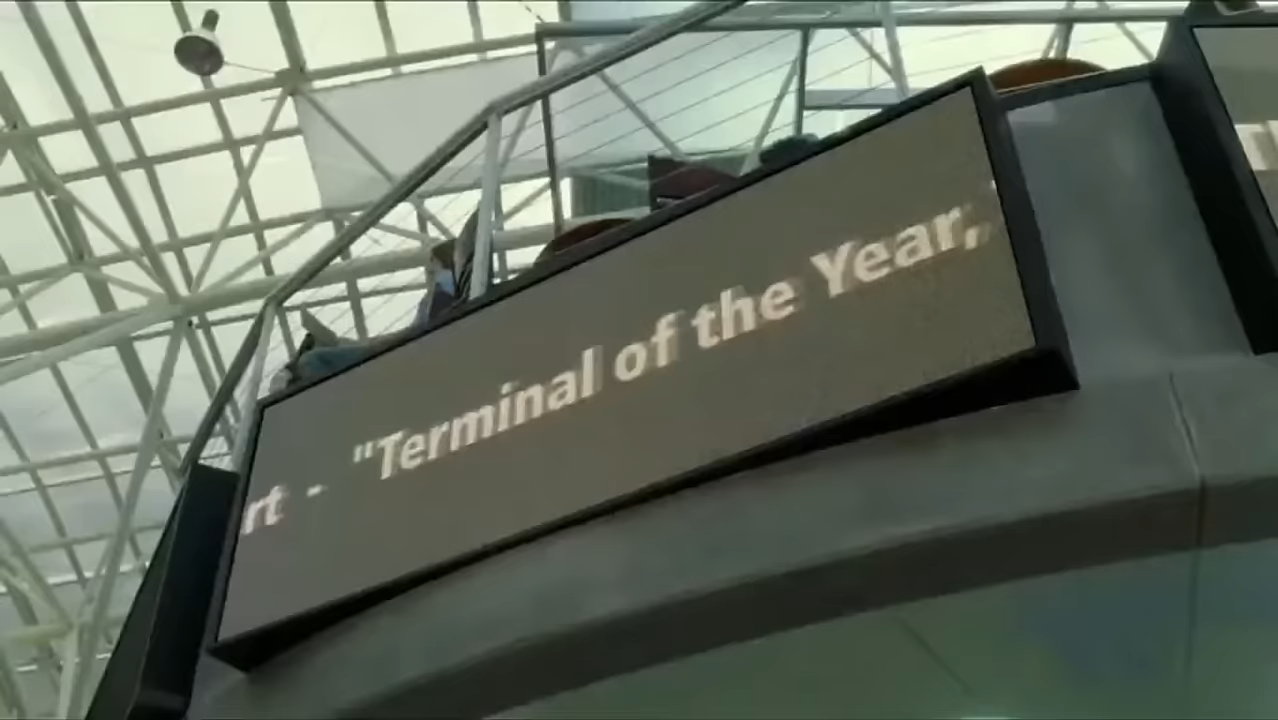 rt - "Terminal of the Year,